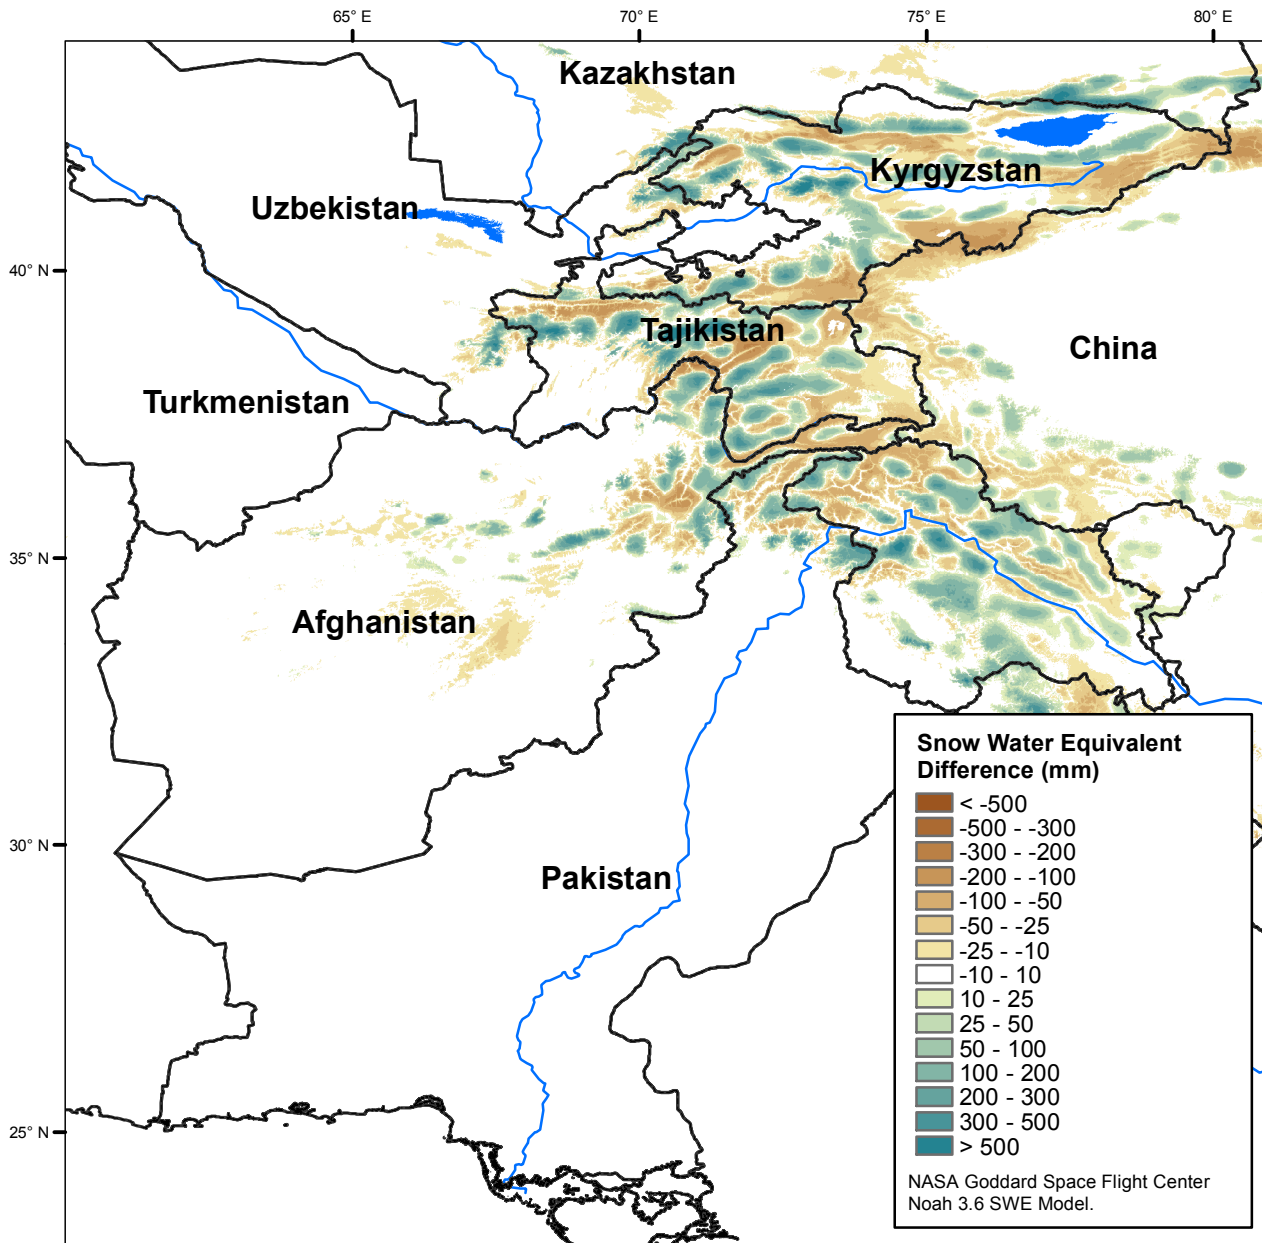 65° E
70° E
75° E
80° E
Kazakhstan
Kyrgyzstan
Uzbekistan
40° N
Tajikistan
China
Turkmenistan
35° N
Afghanistan
30° N
Pakistan
25° N
Snow Water Equivalent
Difference (mm)
< -500
-500 - -300
-300 - -200
-200 - -100
-100 - -50
-50 - -25
-25 - -10
-10 - 10
10 - 25
25 - 50
50 - 100
100 - 200
200 - 300
300 - 500
> 500
NASA Goddard Space Flight Center
Noah 3.6 SWE Model.